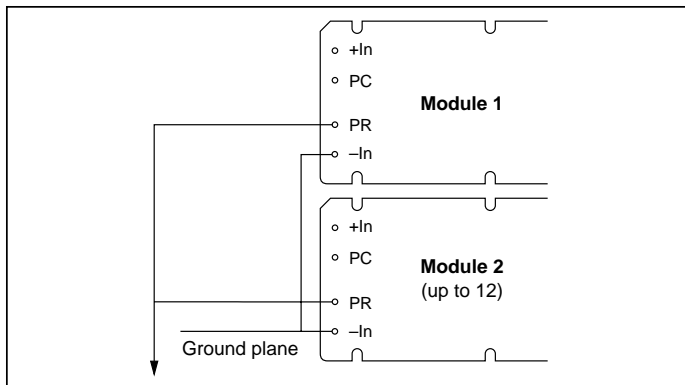 +In
PC
Module 1
PR
–In
+In
PC
Module 2
(up to 12)
PR
–In
Ground plane